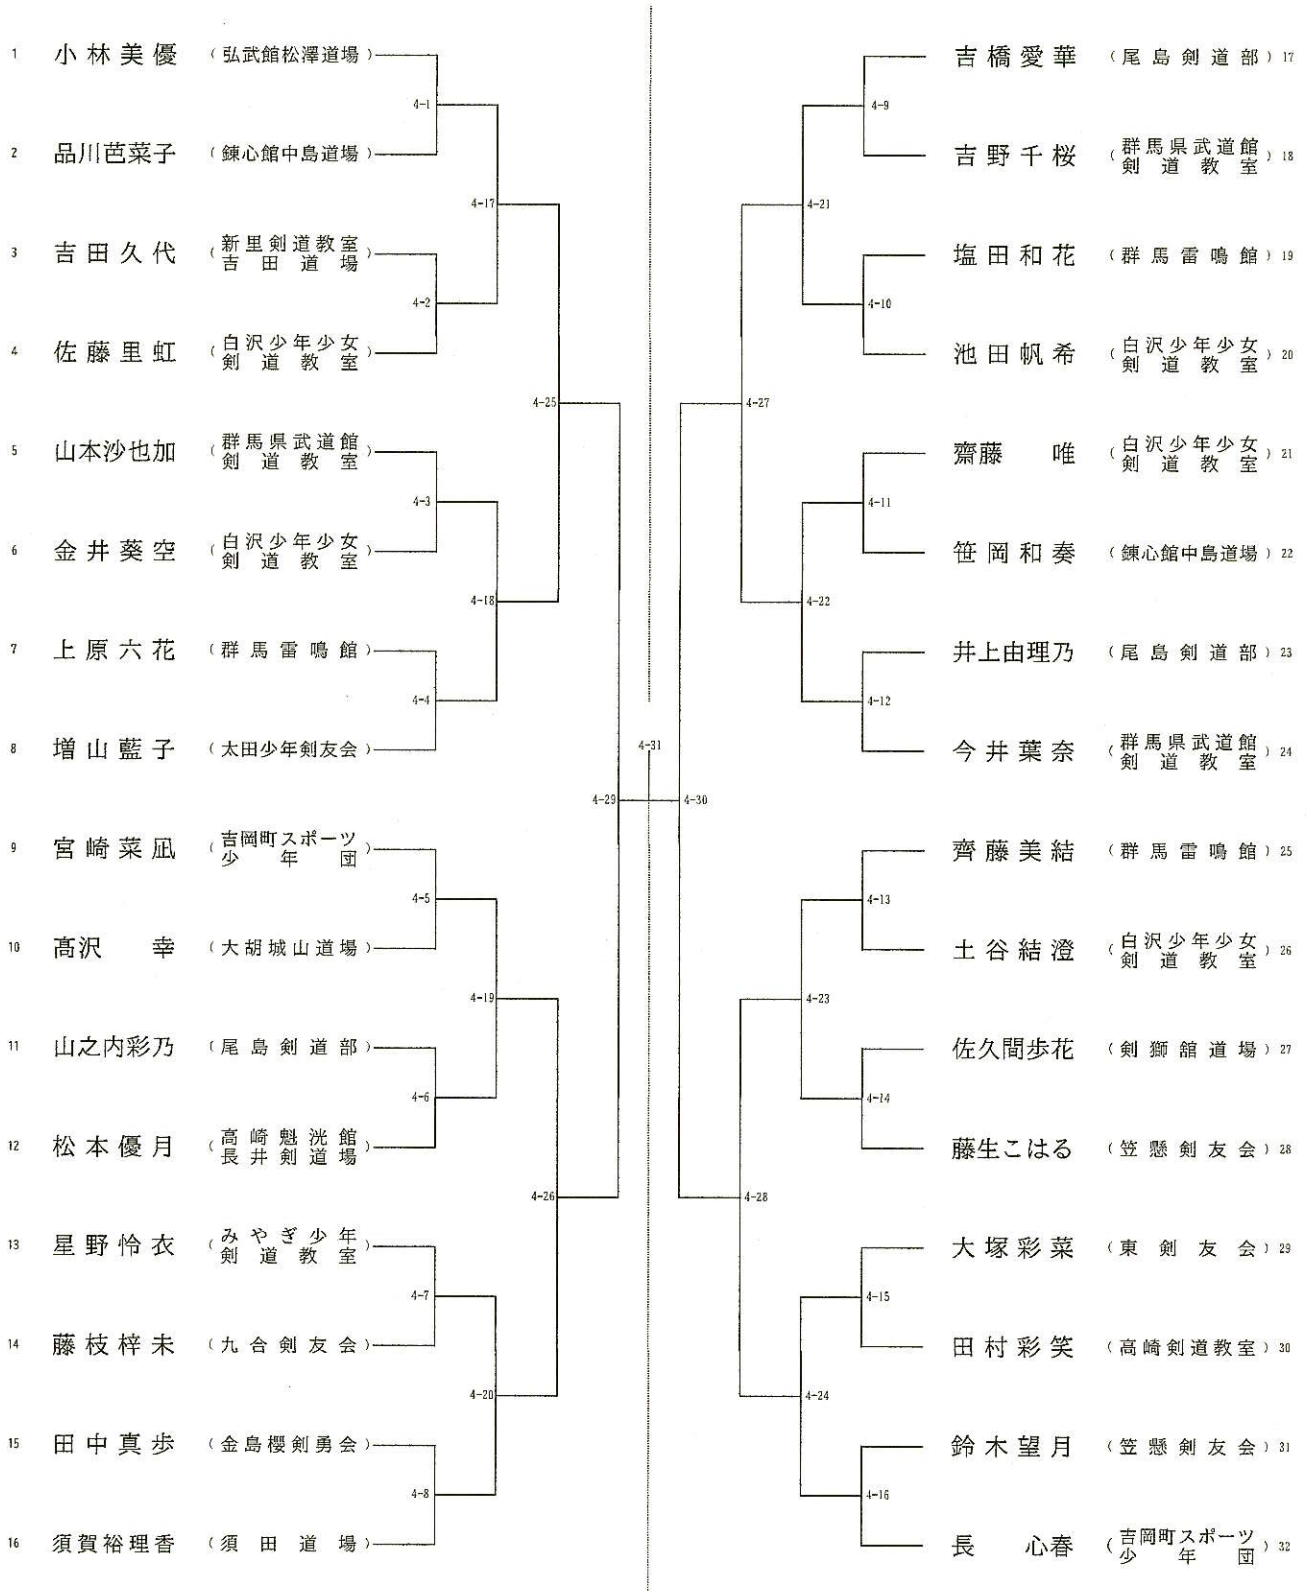 1 小林美優 (弘武館松澤道場)
4-1
2 品川芭菜子 (錬心館中島道場)
4-17
3 吉田久代 (新里剣道教室
吉田道場)
4-2
4 佐藤里虹 (白沢少年少女
剣道教室)
4-25
5 山本沙也加 (群馬県武道館
剣道教室)
4-3
6 金井葵空 (白沢少年少女
剣道教室)
4-18
7 上原六花 (群馬雷鳴館)
4-4
8 増山藍子 (太田少年剣友会)
4-29
9 宮崎菜凪 (吉岡町スポーツ
少年団)
4-5
10 髙沢 幸 (大胡城山道場)
4-19
11 山之内彩乃 (尾島剣道部)
4-6
12 松本優月 (高崎魁洸館
長井剣道場)
4-26
13 星野怜衣 (みやぎ少年
剣道教室)
4-7
14 藤枝梓未 (九合剣友会)
4-20
15 田中真歩 (金島櫻剣勇会)
4-8
16 須賀裕理香 (須田道場)
4-31
吉橋愛華 (尾島剣道部) 17
4-9
吉野千桜 (群馬県武道館
剣道教室) 18
4-21
塩田和花 (群馬雷鳴館) 19
4-10
池田帆希 (白沢少年少女
剣道教室) 20
4-27
齋藤 唯 (白沢少年少女
剣道教室) 21
4-11
笹岡和奏 (錬心館中島道場) 22
4-22
井上由理乃 (尾島剣道部) 23
4-12
今井葉奈 (群馬県武道館
剣道教室) 24
4-30
齊藤美結 (群馬雷鳴館) 25
4-13
土谷結澄 (白沢少年少女
剣道教室) 26
4-23
佐久間歩花 (剣獅舘道場) 27
4-14
藤生こはる (笠懸剣友会) 28
4-28
大塚彩菜 (東剣友会) 29
4-15
田村彩笑 (高崎剣道教室) 30
4-24
鈴木望月 (笠懸剣友会) 31
4-16
長 心春 (吉岡町スポーツ
少年団) 32